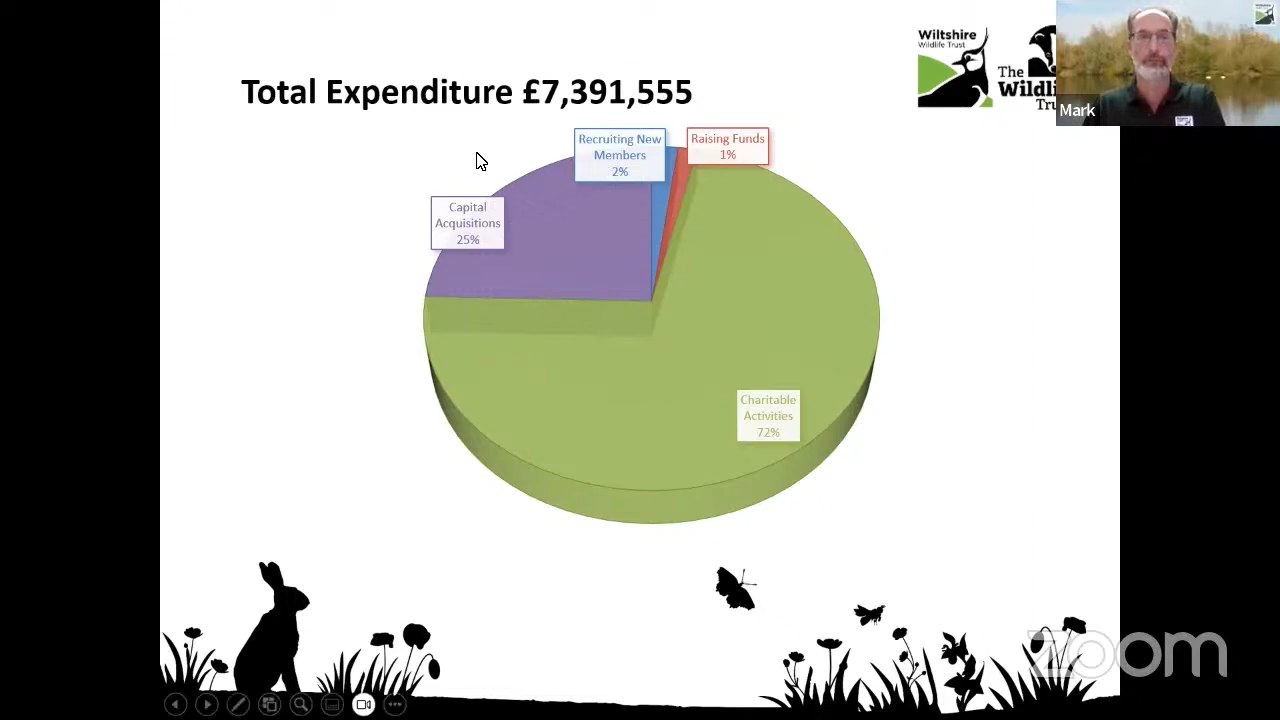 Total Expenditure £7,391,555
Wiltshire
Wildlife Trust
The
Mark
Recruiting New
Members
2%
Raising Funds
1%
Capital
Acquisitions
25%
Charitable
Activities
72%
zoom